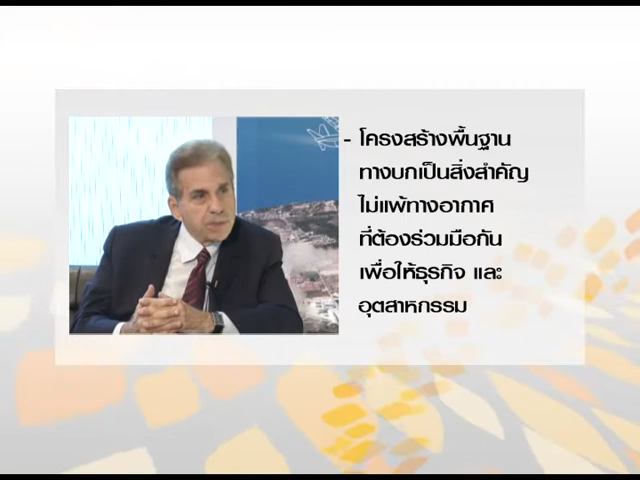 - โครงสร้างพื้นฐาน
ทางบกเป็นสิ่งสำคัญ
ไม่แพ้ทางอากาศ
ที่ต้องร่วมมือกัน
เพื่อให้ธุรกิจ และ
อุตสาหกรรม